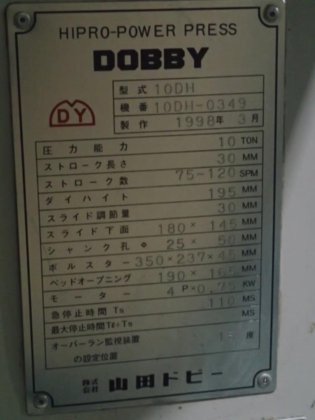 HIPRO-POWER PRESS
DOBBY
DY
型式 10DH
機番 10DH-0349
製作 1998年 3月
圧力能力 10 TON
ストローク長さ 30 MM
ストローク数 75-120 SPM
ダイハイト 195 MM
スライド調節量 30 MM
スライド下面 180 × 145 MM
シャンク孔 Φ 25 × 50 MM
ボルスター 350×237×45 MM
ベッドオープニング 190 × 165 MM
モーター 4 P×0.75 KW
急停止時間 Ts 110 MS
最大停止時間Tℓ+Ts MS
オーバーラン監視装置 度
の設定位置
株式会社 山田ドビー